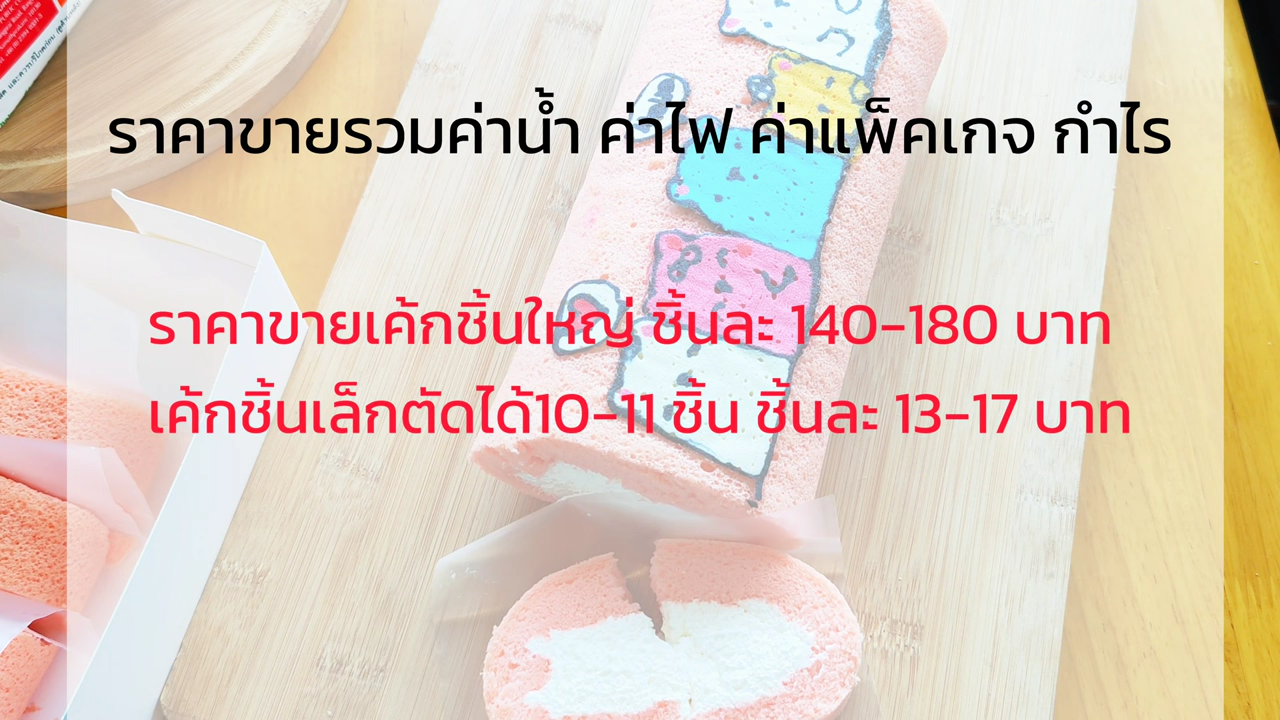 ราคาขายรวมค่าน้ำ ค่าไฟ ค่าแพ็คเกจ กำไร
ราคาขายเค้กชิ้นใหญ่ ชิ้นละ 140-180 บาท
เค้กชิ้นเล็กตัดได้10-11 ชิ้น ชิ้นละ 13-17 บาท